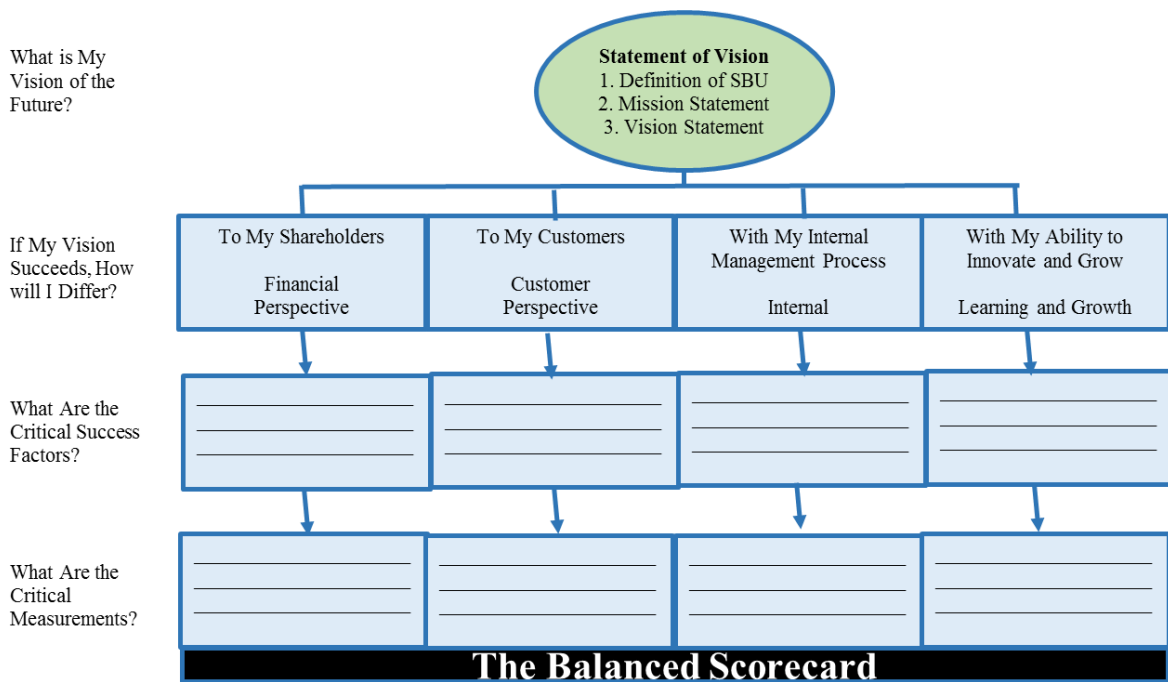 What is My
Vision of the
Future?
Statement of Vision
1. Definition of SBU
2. Mission Statement
3. Vision Statement
If My Vision
Succeeds, How
will I Differ?
To My Shareholders
Financial
Perspective
To My Customers
Customer
Perspective
With My Internal
Management Process
Internal
With My Ability to
Innovate and Grow
Learning and Growth
What Are the
Critical Success
Factors?
What Are the
Critical
Measurements?
The Balanced Scorecard